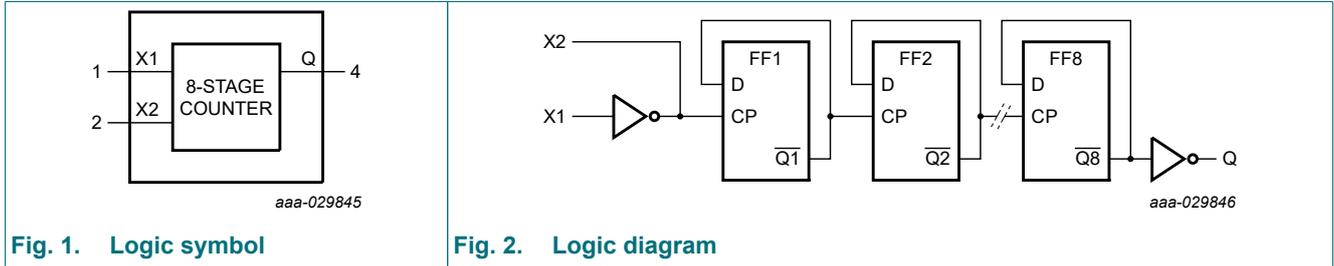 X1
Q
1
4
8-STAGE
COUNTER
X2
2
aaa-029845
Fig. 1. Logic symbol
X2
X1
FF1
D
CP
Q1
FF2
D
CP
Q2
FF8
D
CP
Q8
Q
aaa-029846
Fig. 2. Logic diagram